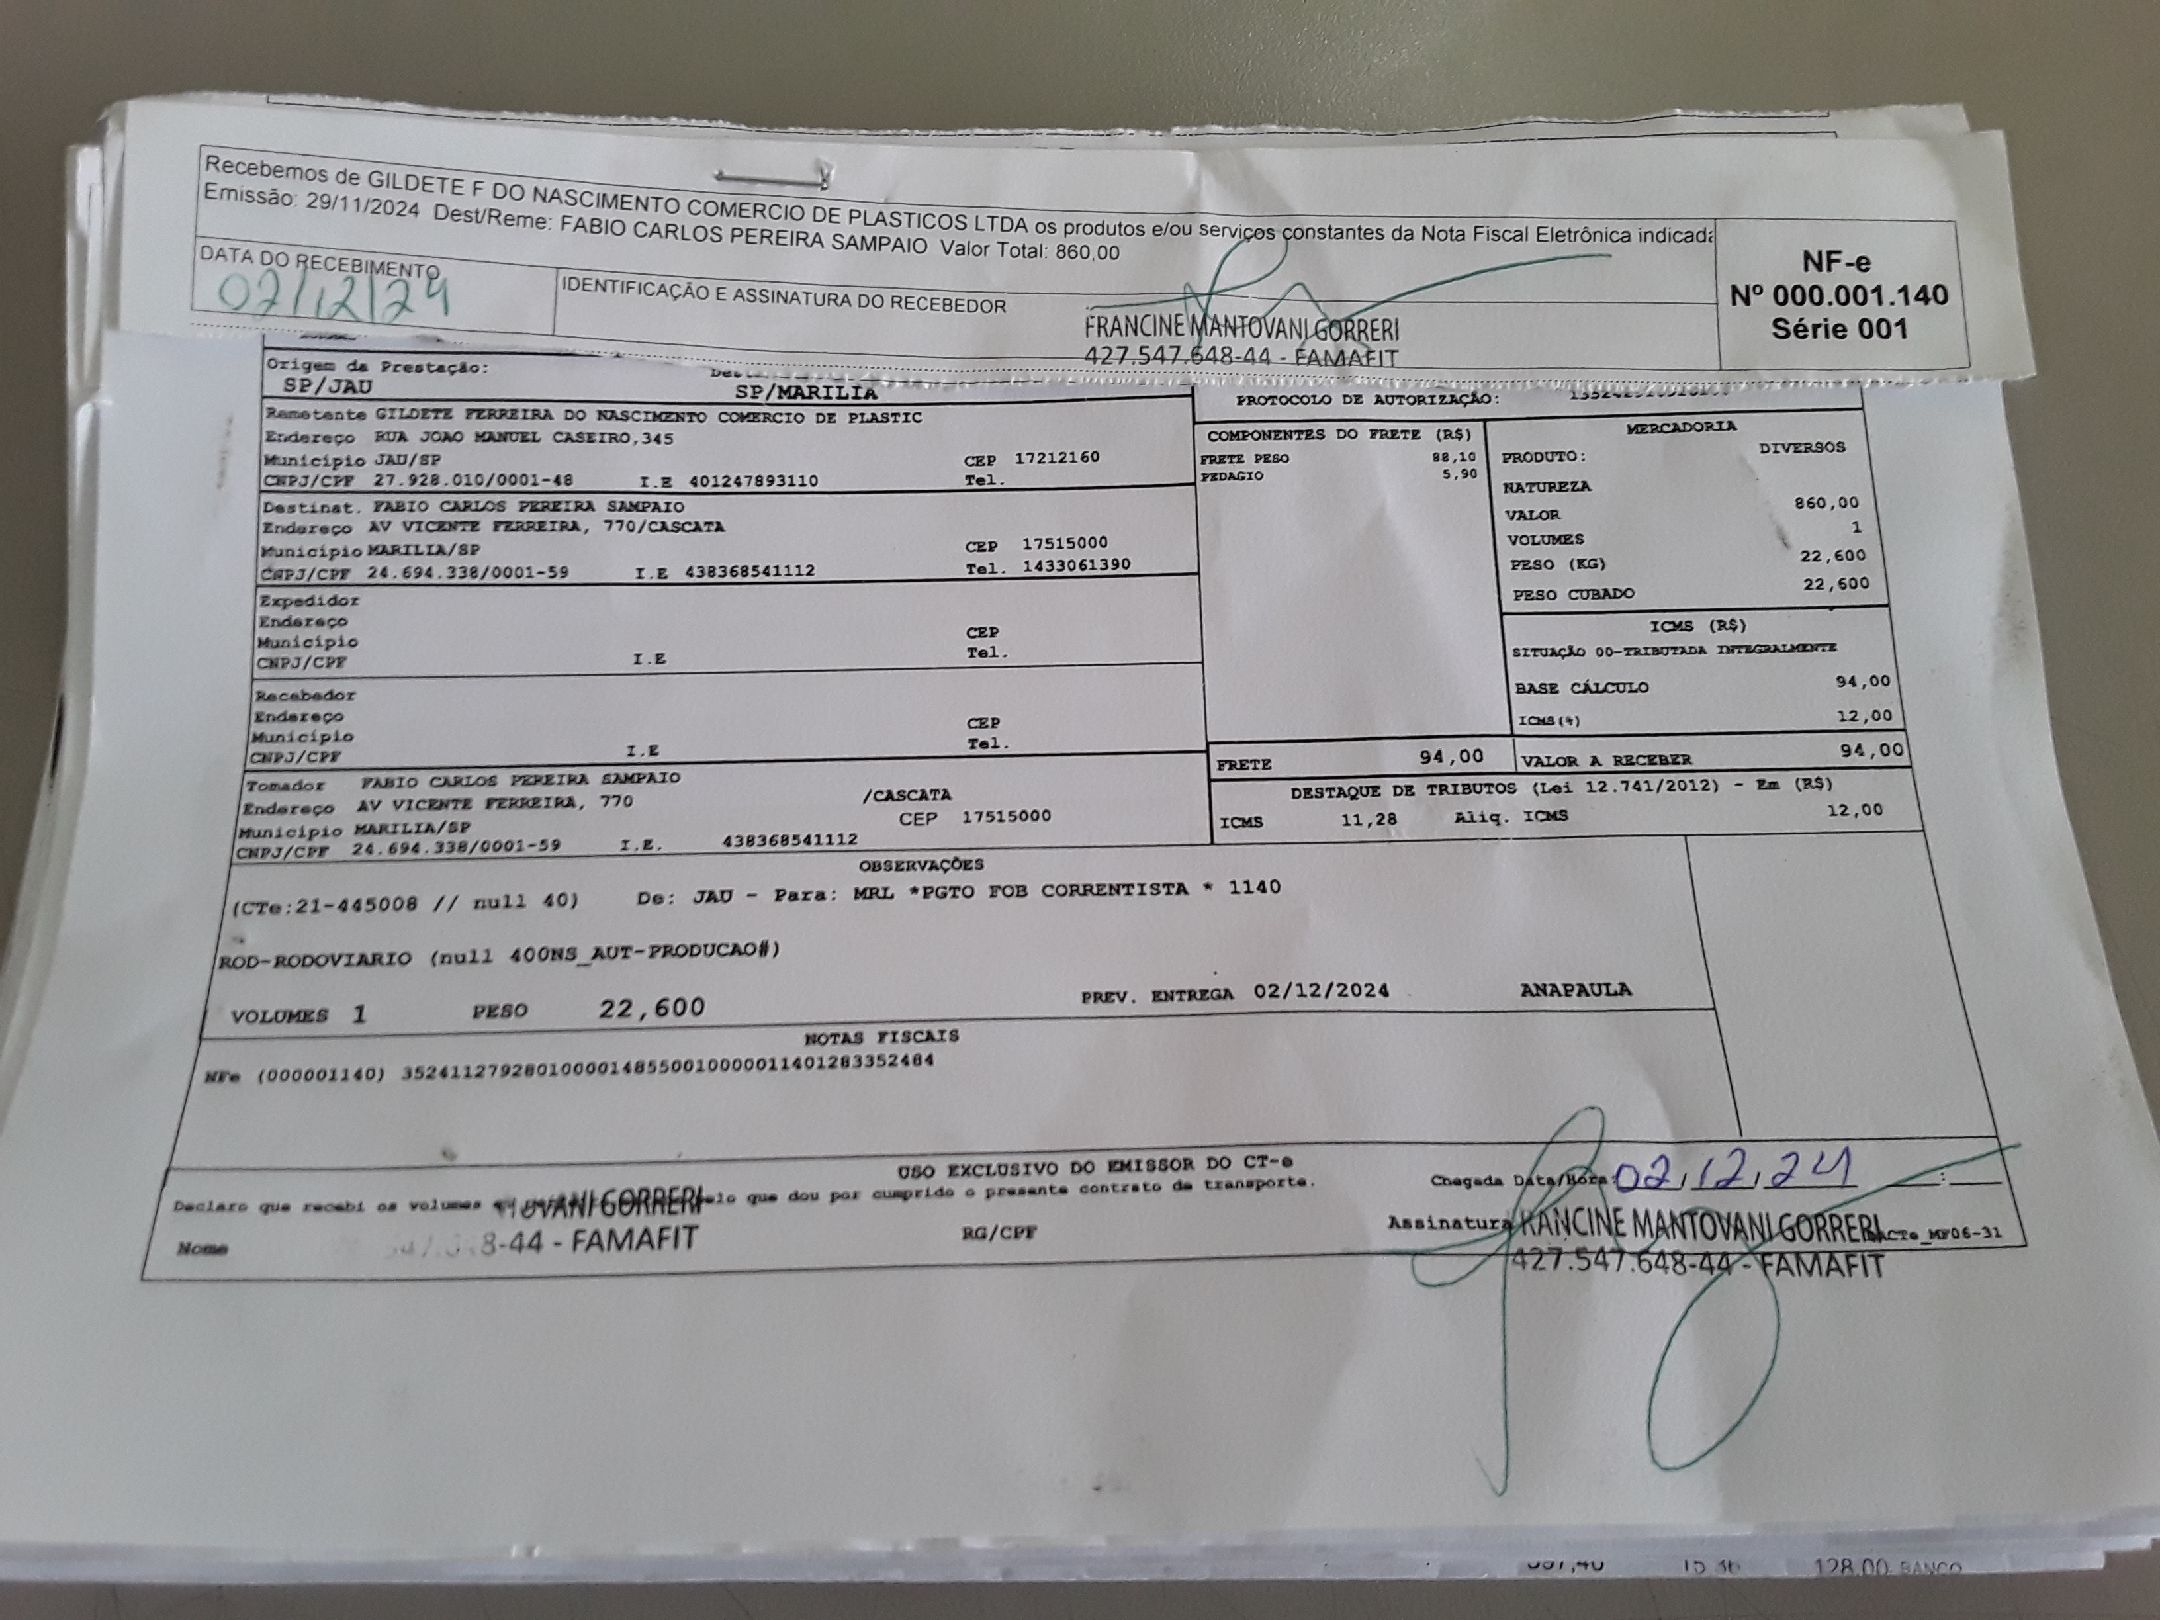 Recebemos de GILDETE F DO NASCIMENTO COMERCIO DE PLASTICOS LTDA os produtos e/ou serviços constantes da Nota Fiscal Eletrônica indicada
Emissão: 29/11/2024 Dest/Reme: FABIO CARLOS PEREIRA SAMPAIO Valor Total: 860,00
DATA DO RECEBIMENTO
02/12/24
IDENTIFICAÇÃO E ASSINATURA DO RECEBEDOR
FRANCINE MANTOVANI GORRERI
427.547.648-44 - FAMAFIT
NF-e
Nº 000.001.140
Série 001
Origem da Prestação:
SP/JAU
SP/MARILIA
Remetente GILDETE FERREIRA DO NASCIMENTO COMERCIO DE PLASTIC
Endereço RUA JOAO MANUEL CASEIRO,345
Município JAU/SP CEP 17212160
CNPJ/CPF 27.928.010/0001-48 I.E 401247893110 Tel.
Destinat. FABIO CARLOS PEREIRA SAMPAIO
Endereço AV VICENTE FERREIRA, 770/CASCATA
Município MARILIA/SP CEP 17515000
CNPJ/CPF 24.694.338/0001-59 I.E 438368541112 Tel. 1433061390
Expedidor
Endereço
Município CEP
CNPJ/CPF I.E Tel.
Recebedor
Endereço
Município CEP
CNPJ/CPF I.E Tel.
Tomador FABIO CARLOS PEREIRA SAMPAIO
Endereço AV VICENTE FERREIRA, 770 /CASCATA
Município MARILIA/SP CEP 17515000
CNPJ/CPF 24.694.338/0001-59 I.E. 438368541112
PROTOCOLO DE AUTORIZAÇÃO:
COMPONENTES DO FRETE (R$)
FRETE PESO 88,10
PEDAGIO 5,90
MERCADORIA
PRODUTO: DIVERSOS
NATUREZA
VALOR 860,00
VOLUMES 1
PESO (KG) 22,600
PESO CUBADO 22,600
ICMS (R$)
SITUAÇÃO 00-TRIBUTADA INTEGRALMENTE
BASE CÁLCULO 94,00
ICMS(%) 12,00
FRETE 94,00 VALOR A RECEBER 94,00
DESTAQUE DE TRIBUTOS (Lei 12.741/2012) - Em (R$)
ICMS 11,28 Aliq. ICMS 12,00
OBSERVAÇÕES
(CTe:21-445008 // null 40) De: JAU - Para: MRL *PGTO FOB CORRENTISTA * 1140
ROD-RODOVIARIO (null 400NS_AUT-PRODUCAO#)
VOLUMES 1 PESO 22,600 PREV. ENTREGA 02/12/2024 ANAPAULA
NOTAS FISCAIS
NFe (000001140) 35241127928010000148550010000011401283352484
USO EXCLUSIVO DO EMISSOR DO CT-e
Declaro que recebi os volumes pelo que dou por cumprido o presente contrato de transporte.
Nome RG/CPF
OVANI GORRERI
8-44 - FAMAFIT
Chegada Data/Hora: 02,12,24 :
Assinatura RANCINE MANTOVANI GORRERI
427.547.648-44 - FAMAFIT
DACTe_MF06-31
128,00 BANCO